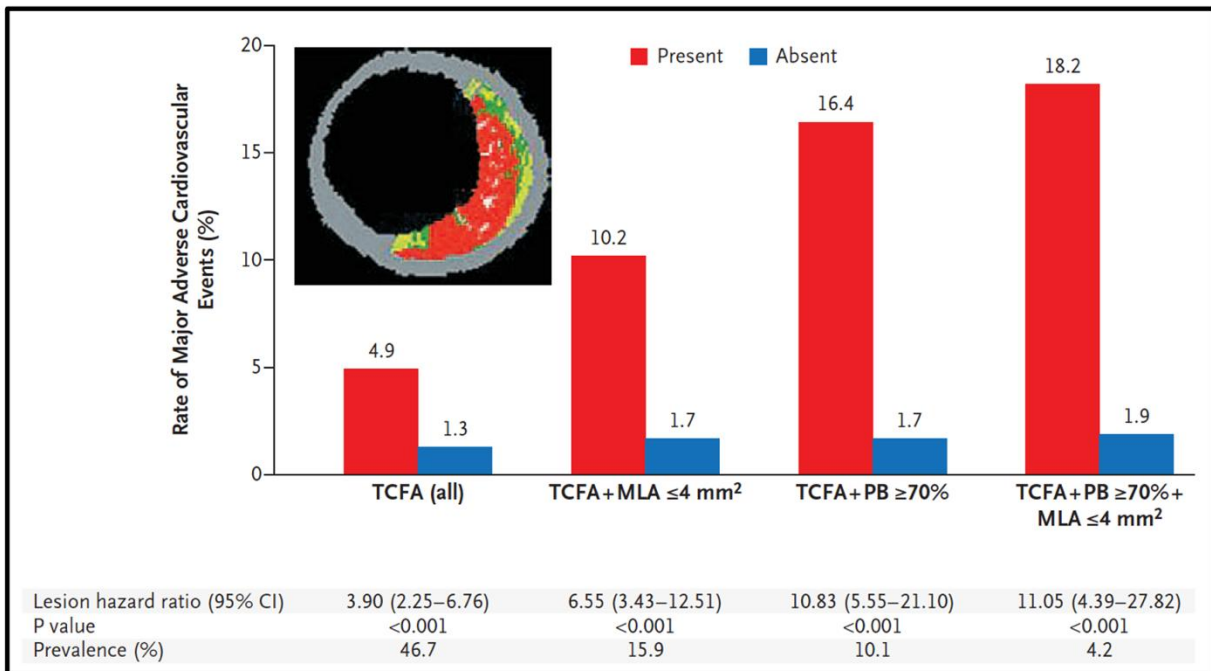 Present Absent
Rate of Major Adverse Cardiovascular
Events (%)
20
15
10
5
0
4.9
1.3
10.2
1.7
16.4
1.7
18.2
1.9
TCFA (all)
TCFA+MLA ≤4 mm²
TCFA+PB ≥70%
TCFA+PB ≥70%+
MLA ≤4 mm²
Lesion hazard ratio (95% CI) 3.90 (2.25–6.76) 6.55 (3.43–12.51) 10.83 (5.55–21.10) 11.05 (4.39–27.82)
P value <0.001 <0.001 <0.001 <0.001
Prevalence (%) 46.7 15.9 10.1 4.2